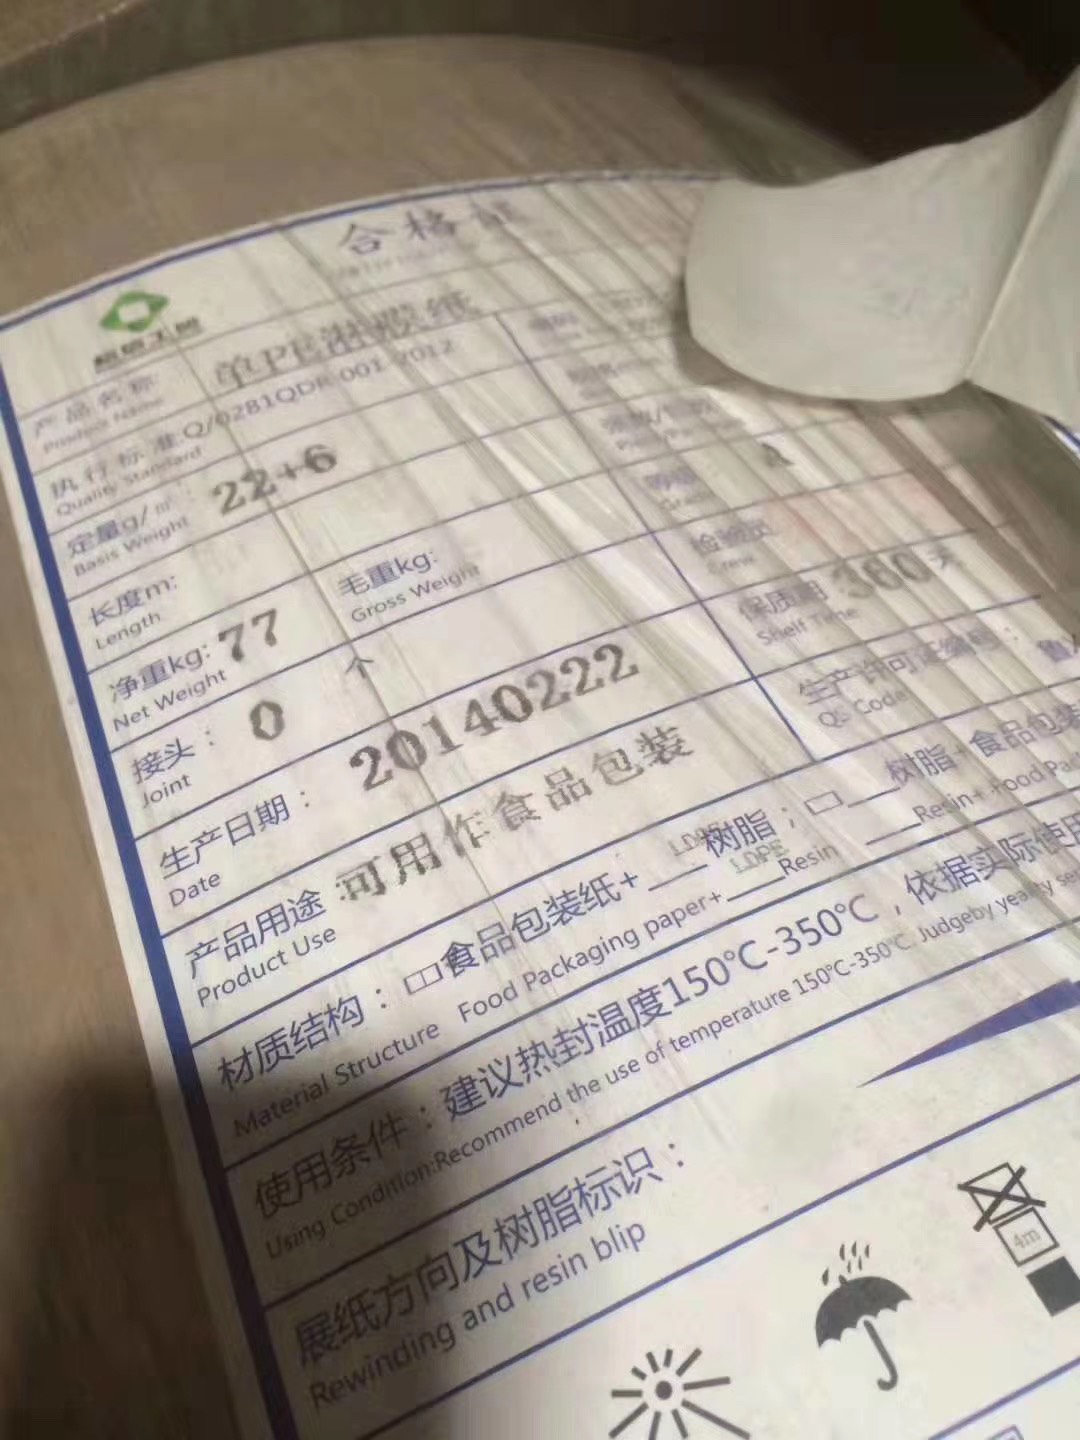 合格证
单PE淋膜纸
产品名称
Product Name
执行标准:Q/02B1QDR 001-2012
Quality Standard
定量g/㎡: 22+6
Basis Weight
长度m:
Length
毛重kg:
Gross Weight
净重kg: 77
Net Weight
接头: 0 个
Joint
检验员
保质期 360天
Shelf Time
生产许可证编号:
QS Code
生产日期: 20140222
Date
产品用途:可用作食品包装
Product Use
材质结构: 食品包装纸+ LDPE 树脂; 树脂+食品包装
Material Structure Food Packaging paper+ LDPE Resin Resin+ Food
使用条件:建议热封温度150℃-350℃,依据实际使用
Using Condition:Recommend the use of temperature 150℃-350℃. Judgeby
展纸方向及树脂标识:
Rewinding and resin blip
4m